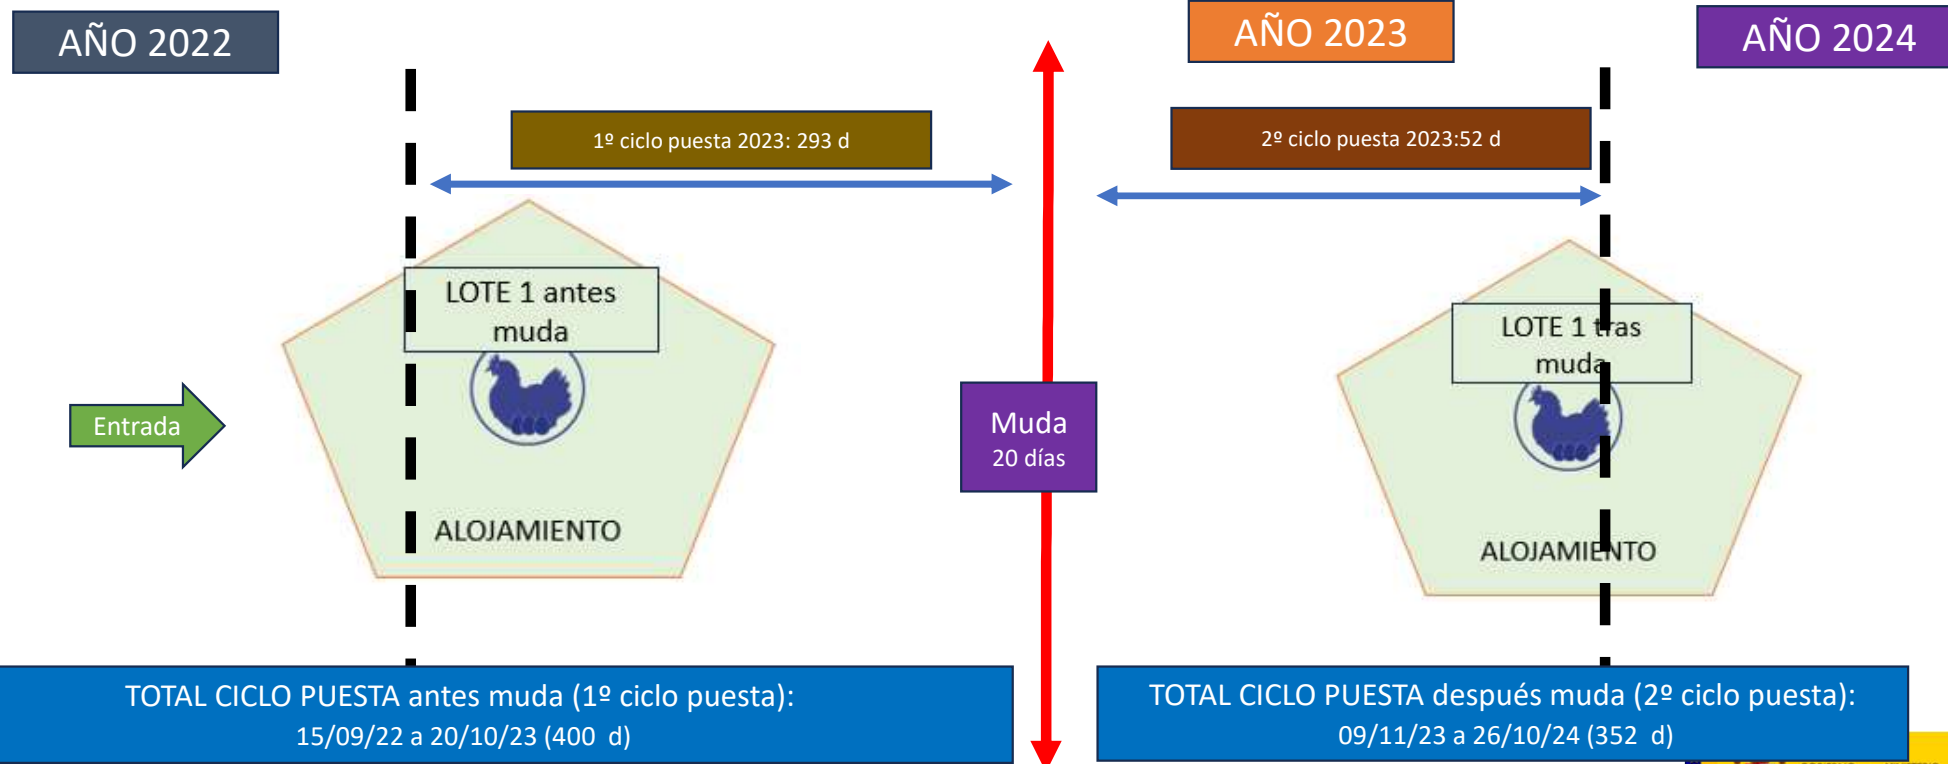 AÑO 2022
AÑO 2023
AÑO 2024
1º ciclo puesta 2023: 293 d
2º ciclo puesta 2023:52 d
LOTE 1 antes
muda
LOTE 1 tras
muda
Entrada
Muda
20 días
ALOJAMIENTO
ALOJAMIENTO
TOTAL CICLO PUESTA antes muda (1º ciclo puesta):
15/09/22 a 20/10/23 (400 d)
TOTAL CICLO PUESTA después muda (2º ciclo puesta):
09/11/23 a 26/10/24 (352 d)